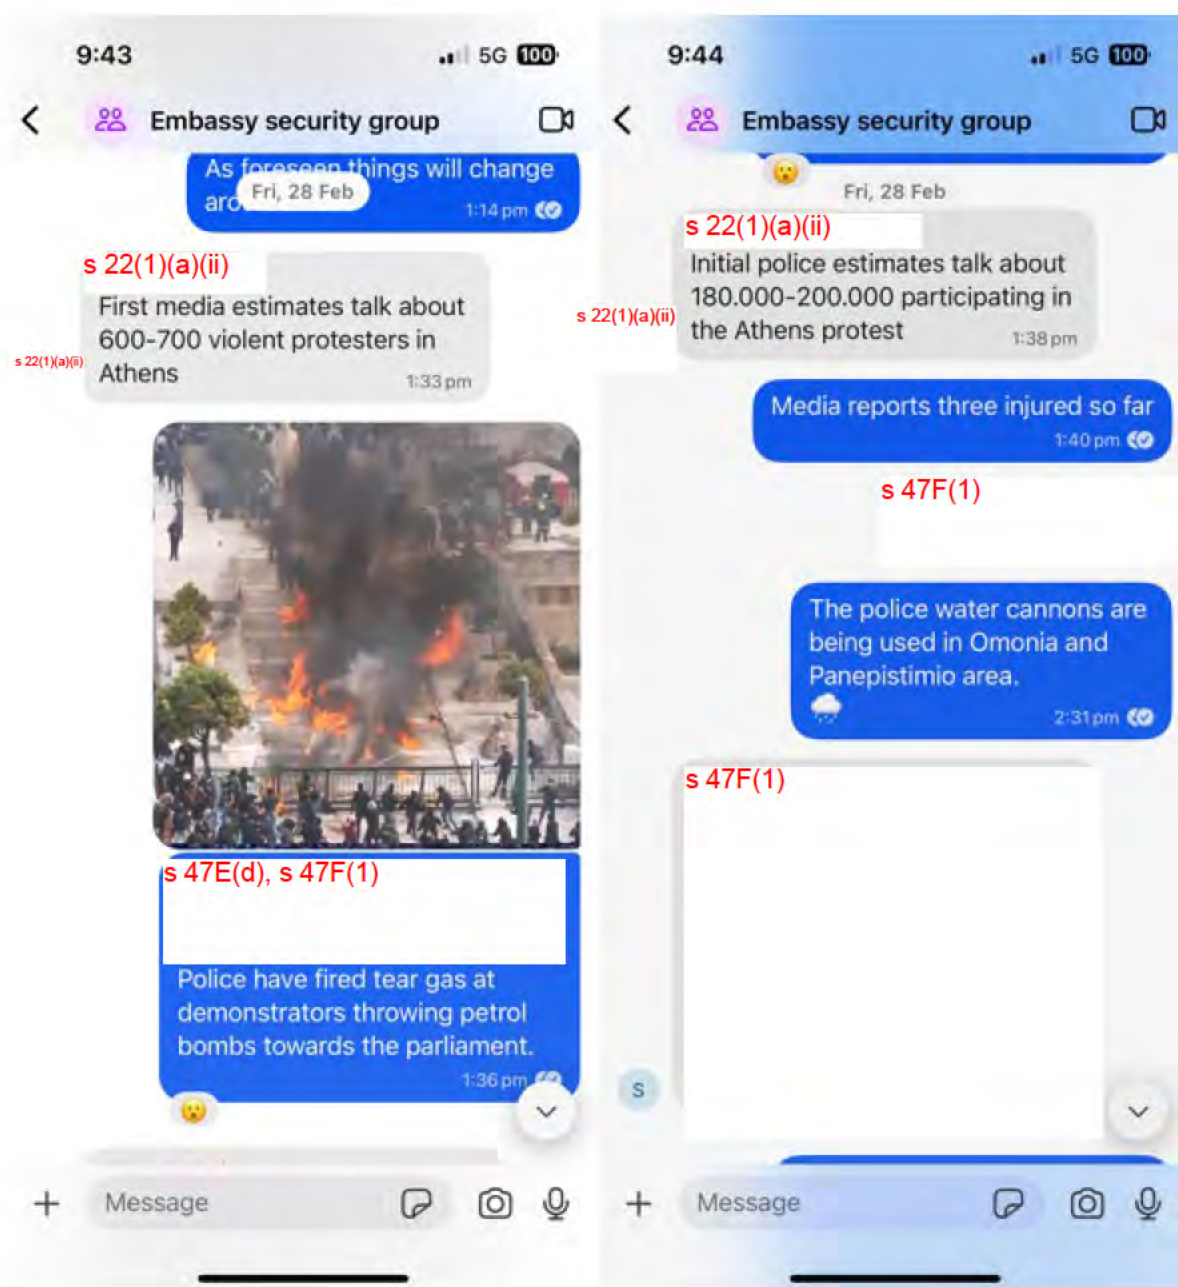 9:43
5G 100
Embassy security group
As foreseen things will change
Fri, 28 Feb
1:14 pm
s 22(1)(a)(ii)
First media estimates talk about
600-700 violent protesters in
Athens
1:33 pm
s 22(1)(a)(ii)
s 47E(d), s 47F(1)
Police have fired tear gas at
demonstrators throwing petrol
bombs towards the parliament.
1:36 pm
Message
9:44
5G 100
Embassy security group
Fri, 28 Feb
s 22(1)(a)(ii)
Initial police estimates talk about
180.000-200.000 participating in
the Athens protest
1:38 pm
s 22(1)(a)(ii)
Media reports three injured so far
1:40 pm
s 47F(1)
The police water cannons are
being used in Omonia and
Panepistimio area.
2:31 pm
s 47F(1)
S
Message